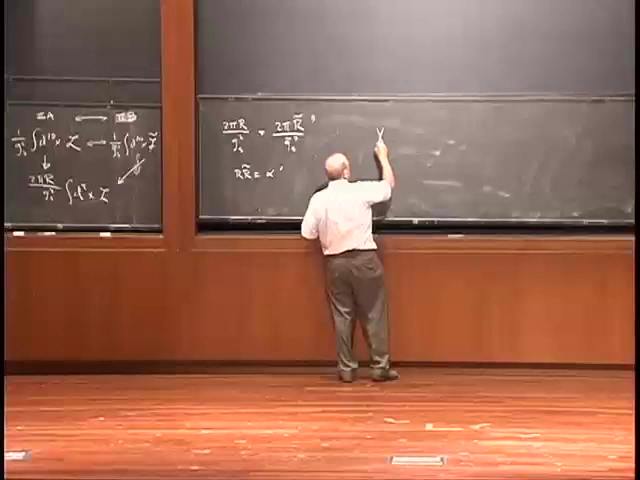 IIA ⟷ IIB
1/g_s² ∫d¹⁰x ℒ ⟷ 1/g̃_s² ∫d¹⁰x ℒ̃
↓
2πR/g_s² ∫d⁹x ℒ
2πR/g_s² = 2πR̃/g̃_s² ,
RR̃ = α'